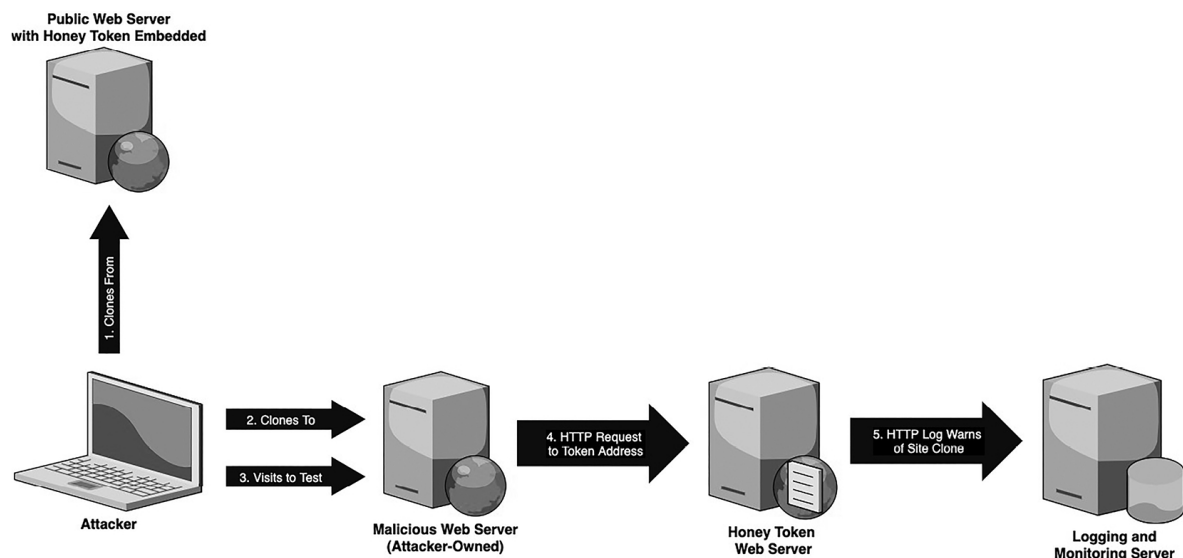 Public Web Server
with Honey Token Embedded
1. Clones From
2. Clones To
3. Visits to Test
4. HTTP Request
to Token Address
5. HTTP Log Warns
of Site Clone
Attacker
Malicious Web Server
(Attacker-Owned)
Honey Token
Web Server
Logging and
Monitoring Server